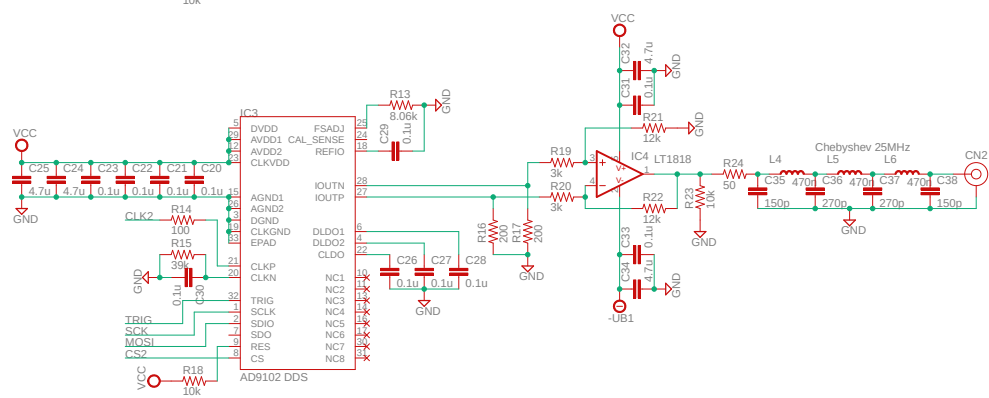 10k
VCC
C32
4.7u
GND
C31
0.1u
R13
8.06k
GND
C29
0.1u
R21
12k
GND
IC3
5 DVDD FSADJ 25
29 AVDD1 CAL_SENSE 24
12 AVDD2 REFIO 18
23 CLKVDD
VCC
C25 C24 C23 C22 C21 C20
4.7u 4.7u 0.1u 0.1u 0.1u 0.1u
GND
IOUTN 28
15 AGND1 IOUTP 27
26 AGND2
3 DGND
19 CLKGND DLDO1 6
33 EPAD DLDO2 4
CLDO 22
21 CLKP
20 CLKN NC1 10
NC2 11
32 TRIG NC3 13
1 SCLK NC4 14
2 SDIO NC5 16
7 SDO NC6 17
9 RES NC7 30
8 CS NC8 31
AD9102 DDS
CLK2
R14
100
R15
39k
GND
0.1u
C30
TRIG
SCK
MOSI
CS2
VCC
R18
10k
C26 C27 C28
0.1u 0.1u 0.1u
GND
R16
200
R17
200
GND
R19
3k
R20
3k
3
4
1
V+
V-
IC4 LT1818
R22
12k
R23
10k
GND
C33
0.1u
C34
4.7u
GND
-UB1
R24
50
Chebyshev 25MHz
L4 L5 L6
470n 470n 470n
C35 C36 C37 C38
150p 270p 270p 150p
GND
CN2